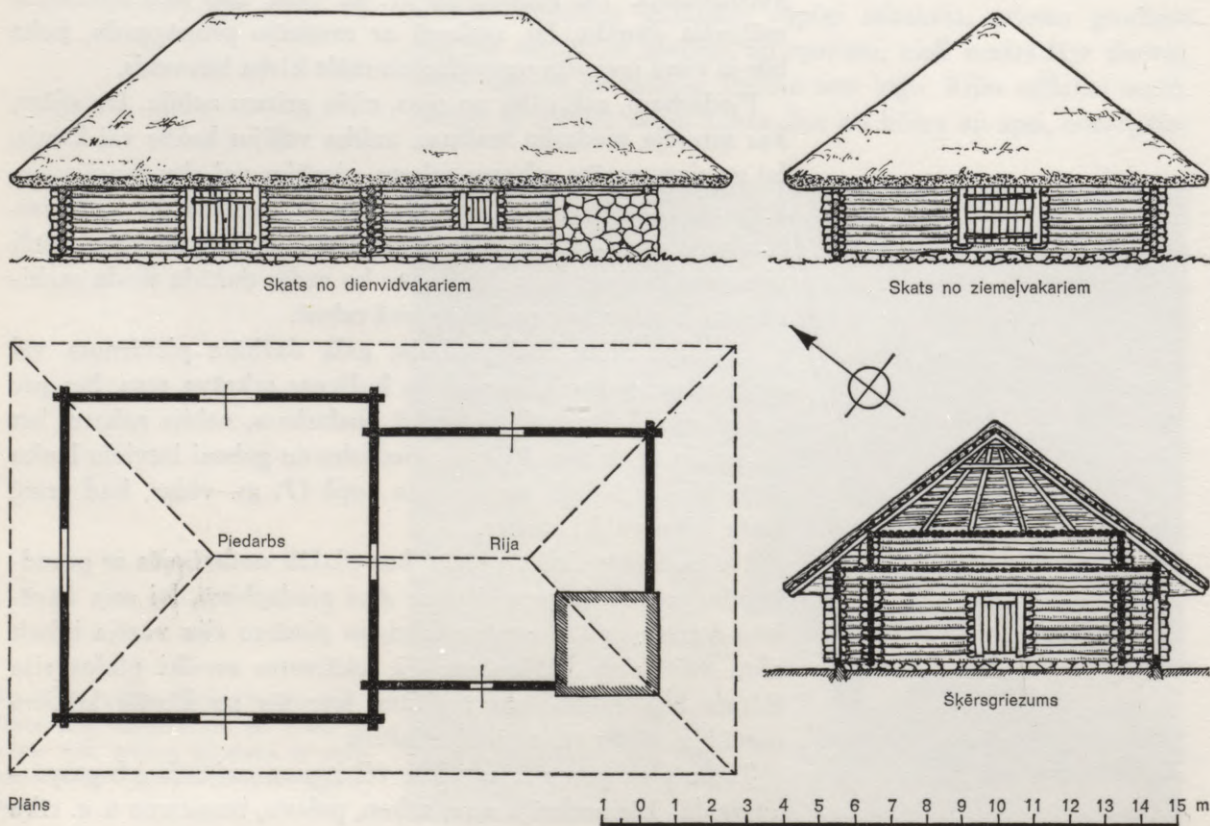 Skats no dienvidvakariem
Skats no ziemeļvakariem
Piedarbs
Rija
Šķērsgriezums
Plāns
1 0 1 2 3 4 5 6 7 8 9 10 11 12 13 14 15 m